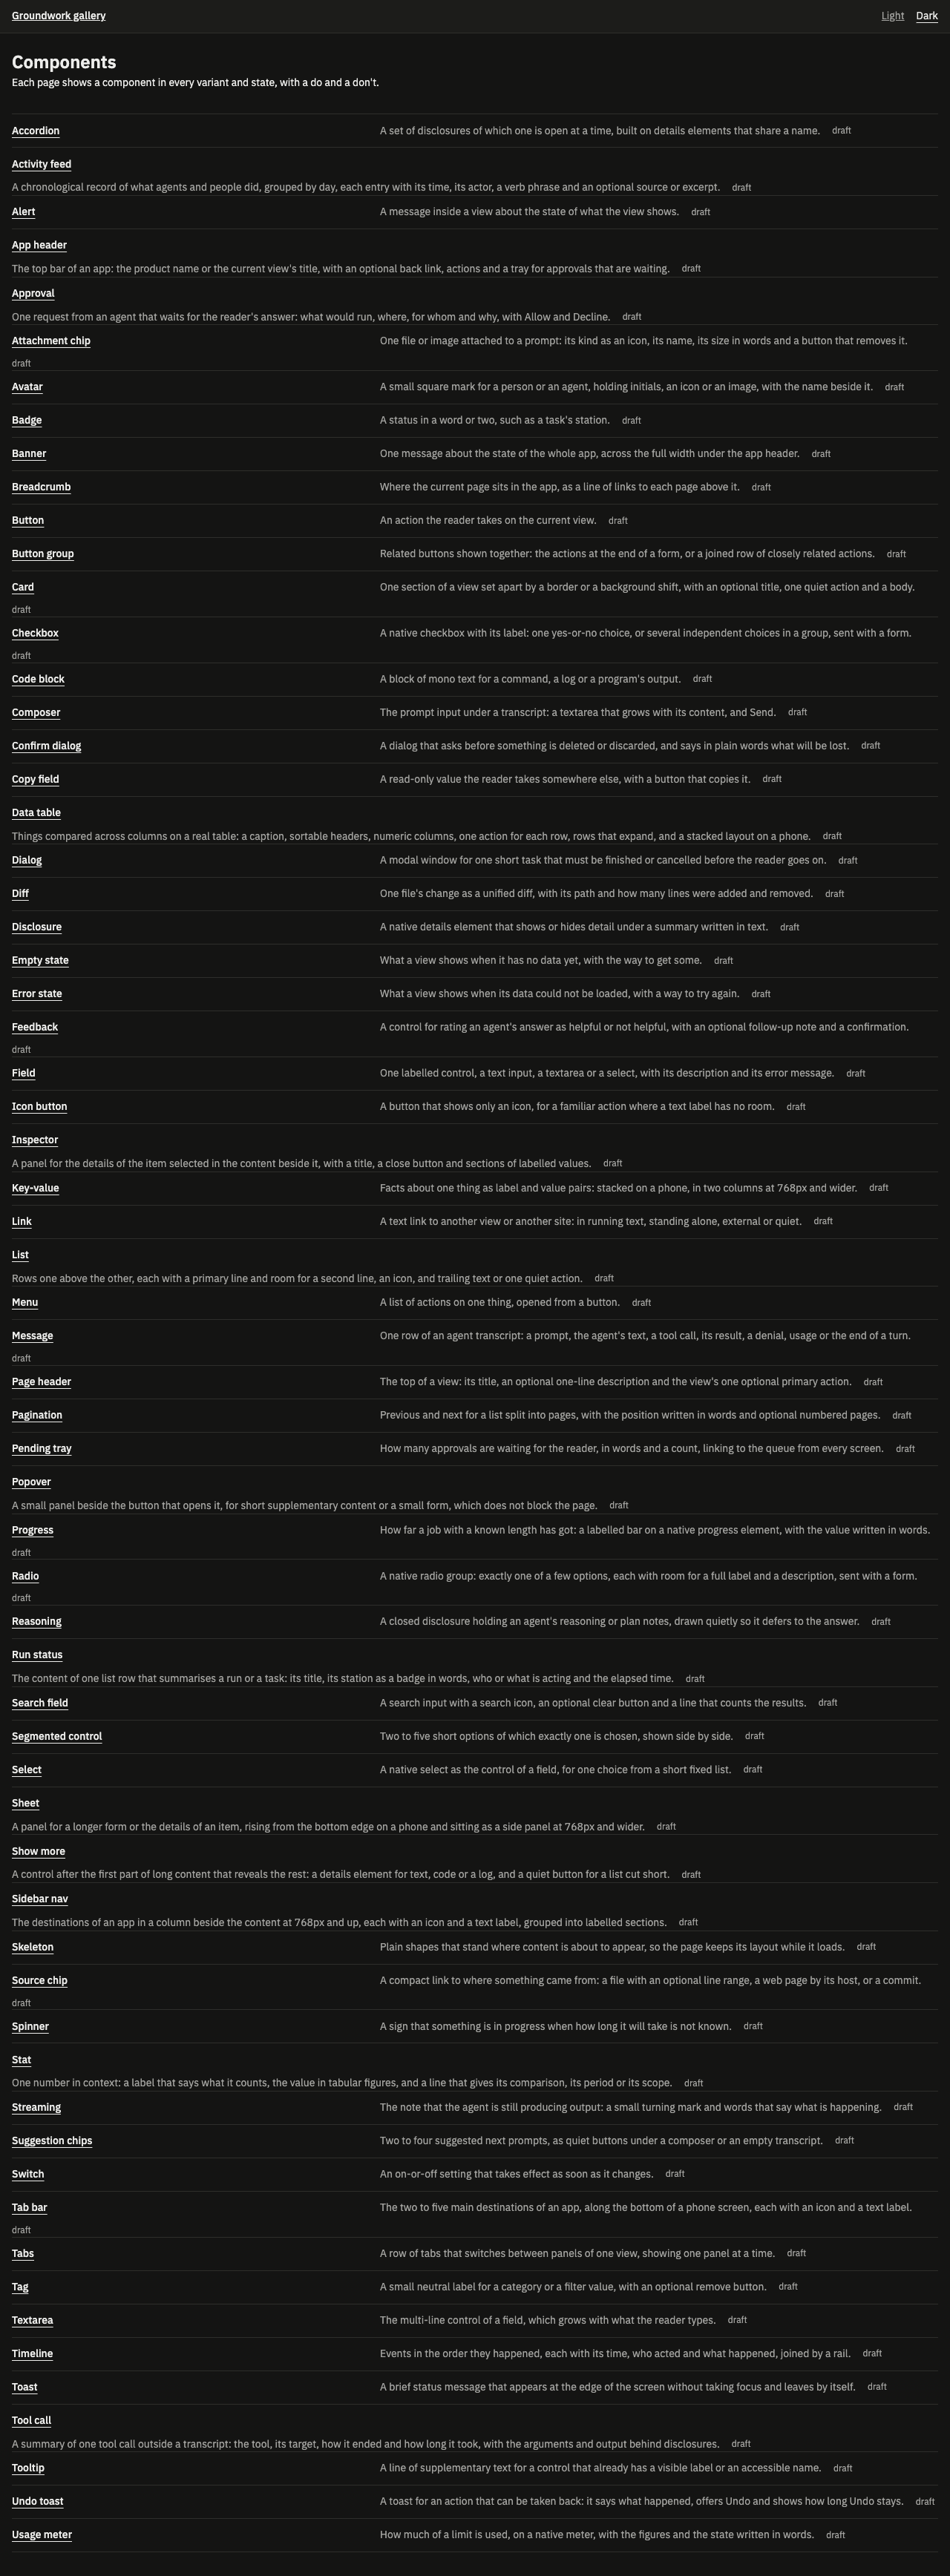 Groundwork gallery Light Dark
Components
Each page shows a component in every variant and state, with a do and a don't.
Accordion A set of disclosures of which one is open at a time, built on details elements that share a name. draft
Activity feed
A chronological record of what agents and people did, grouped by day, each entry with its time, its actor, a verb phrase and an optional source or excerpt. draft
Alert A message inside a view about the state of what the view shows. draft
App header
The top bar of an app: the product name or the current view's title, with an optional back link, actions and a tray for approvals that are waiting. draft
Approval
One request from an agent that waits for the reader's answer: what would run, where, for whom and why, with Allow and Decline. draft
Attachment chip One file or image attached to a prompt: its kind as an icon, its name, its size in words and a button that removes it.
draft
Avatar A small square mark for a person or an agent, holding initials, an icon or an image, with the name beside it. draft
Badge A status in a word or two, such as a task's station. draft
Banner One message about the state of the whole app, across the full width under the app header. draft
Breadcrumb Where the current page sits in the app, as a line of links to each page above it. draft
Button An action the reader takes on the current view. draft
Button group Related buttons shown together: the actions at the end of a form, or a joined row of closely related actions. draft
Card One section of a view set apart by a border or a background shift, with an optional title, one quiet action and a body.
draft
Checkbox A native checkbox with its label: one yes-or-no choice, or several independent choices in a group, sent with a form.
draft
Code block A block of mono text for a command, a log or a program's output. draft
Composer The prompt input under a transcript: a textarea that grows with its content, and Send. draft
Confirm dialog A dialog that asks before something is deleted or discarded, and says in plain words what will be lost. draft
Copy field A read-only value the reader takes somewhere else, with a button that copies it. draft
Data table
Things compared across columns on a real table: a caption, sortable headers, numeric columns, one action for each row, rows that expand, and a stacked layout on a phone. draft
Dialog A modal window for one short task that must be finished or cancelled before the reader goes on. draft
Diff One file's change as a unified diff, with its path and how many lines were added and removed. draft
Disclosure A native details element that shows or hides detail under a summary written in text. draft
Empty state What a view shows when it has no data yet, with the way to get some. draft
Error state What a view shows when its data could not be loaded, with a way to try again. draft
Feedback A control for rating an agent's answer as helpful or not helpful, with an optional follow-up note and a confirmation.
draft
Field One labelled control, a text input, a textarea or a select, with its description and its error message. draft
Icon button A button that shows only an icon, for a familiar action where a text label has no room. draft
Inspector
A panel for the details of the item selected in the content beside it, with a title, a close button and sections of labelled values. draft
Key-value Facts about one thing as label and value pairs: stacked on a phone, in two columns at 768px and wider. draft
Link A text link to another view or another site: in running text, standing alone, external or quiet. draft
List
Rows one above the other, each with a primary line and room for a second line, an icon, and trailing text or one quiet action. draft
Menu A list of actions on one thing, opened from a button. draft
Message One row of an agent transcript: a prompt, the agent's text, a tool call, its result, a denial, usage or the end of a turn.
draft
Page header The top of a view: its title, an optional one-line description and the view's one optional primary action. draft
Pagination Previous and next for a list split into pages, with the position written in words and optional numbered pages. draft
Pending tray How many approvals are waiting for the reader, in words and a count, linking to the queue from every screen. draft
Popover
A small panel beside the button that opens it, for short supplementary content or a small form, which does not block the page. draft
Progress How far a job with a known length has got: a labelled bar on a native progress element, with the value written in words.
draft
Radio A native radio group: exactly one of a few options, each with room for a full label and a description, sent with a form.
draft
Reasoning A closed disclosure holding an agent's reasoning or plan notes, drawn quietly so it defers to the answer. draft
Run status
The content of one list row that summarises a run or a task: its title, its station as a badge in words, who or what is acting and the elapsed time. draft
Search field A search input with a search icon, an optional clear button and a line that counts the results. draft
Segmented control Two to five short options of which exactly one is chosen, shown side by side. draft
Select A native select as the control of a field, for one choice from a short fixed list. draft
Sheet
A panel for a longer form or the details of an item, rising from the bottom edge on a phone and sitting as a side panel at 768px and wider. draft
Show more
A control after the first part of long content that reveals the rest: a details element for text, code or a log, and a quiet button for a list cut short. draft
Sidebar nav
The destinations of an app in a column beside the content at 768px and up, each with an icon and a text label, grouped into labelled sections. draft
Skeleton Plain shapes that stand where content is about to appear, so the page keeps its layout while it loads. draft
Source chip A compact link to where something came from: a file with an optional line range, a web page by its host, or a commit.
draft
Spinner A sign that something is in progress when how long it will take is not known. draft
Stat
One number in context: a label that says what it counts, the value in tabular figures, and a line that gives its comparison, its period or its scope. draft
Streaming The note that the agent is still producing output: a small turning mark and words that say what is happening. draft
Suggestion chips Two to four suggested next prompts, as quiet buttons under a composer or an empty transcript. draft
Switch An on-or-off setting that takes effect as soon as it changes. draft
Tab bar The two to five main destinations of an app, along the bottom of a phone screen, each with an icon and a text label.
draft
Tabs A row of tabs that switches between panels of one view, showing one panel at a time. draft
Tag A small neutral label for a category or a filter value, with an optional remove button. draft
Textarea The multi-line control of a field, which grows with what the reader types. draft
Timeline Events in the order they happened, each with its time, who acted and what happened, joined by a rail. draft
Toast A brief status message that appears at the edge of the screen without taking focus and leaves by itself. draft
Tool call
A summary of one tool call outside a transcript: the tool, its target, how it ended and how long it took, with the arguments and output behind disclosures. draft
Tooltip A line of supplementary text for a control that already has a visible label or an accessible name. draft
Undo toast A toast for an action that can be taken back: it says what happened, offers Undo and shows how long Undo stays. draft
Usage meter How much of a limit is used, on a native meter, with the figures and the state written in words. draft